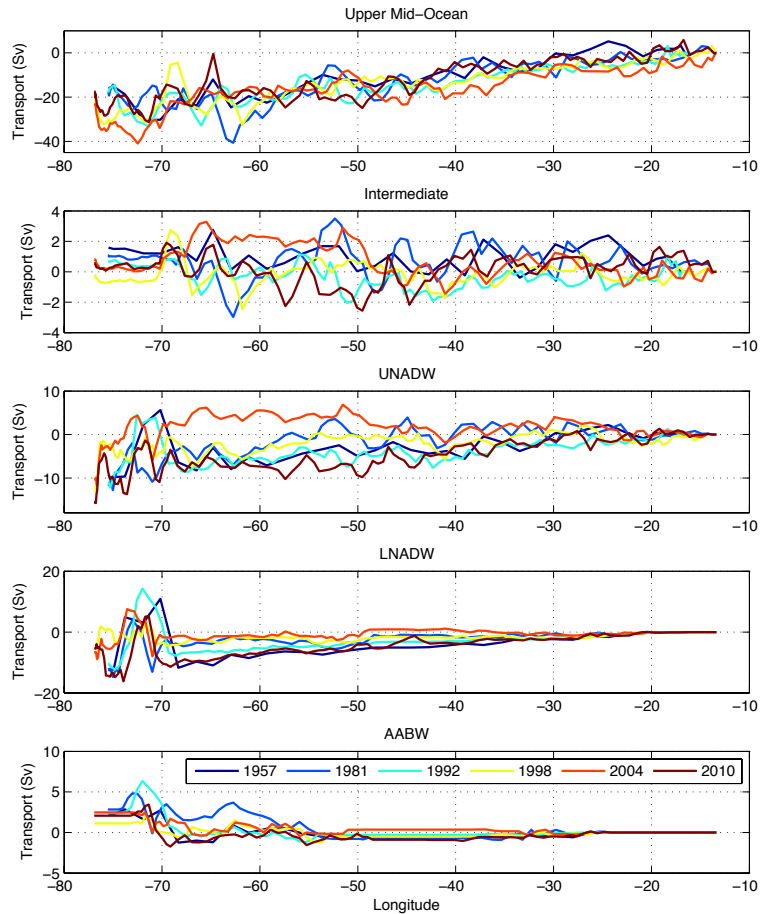 Upper Mid−Ocean
Transport (Sv)
0
−20
−40
−80 −70 −60 −50 −40 −30 −20 −10
Intermediate
Transport (Sv)
4
2
0
−2
−4
−80 −70 −60 −50 −40 −30 −20 −10
UNADW
Transport (Sv)
10
0
−10
−80 −70 −60 −50 −40 −30 −20 −10
LNADW
Transport (Sv)
20
0
−20
−80 −70 −60 −50 −40 −30 −20 −10
AABW
Transport (Sv)
10
5
0
−5
1957 1981 1992 1998 2004 2010
−80 −70 −60 −50 −40 −30 −20 −10
Longitude